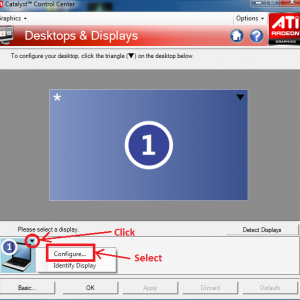 Catalyst™ Control Center
Graphics
Options
Desktops & Displays
ATI
RADEON
GRAPHICS
To configure your desktop, click the triangle (▼) on the desktop below.
*
1
Please select a display.
Click
Detect Displays
1
Configure...
Select
Identify Display
Basic...
OK
Apply
Discard
Defaults